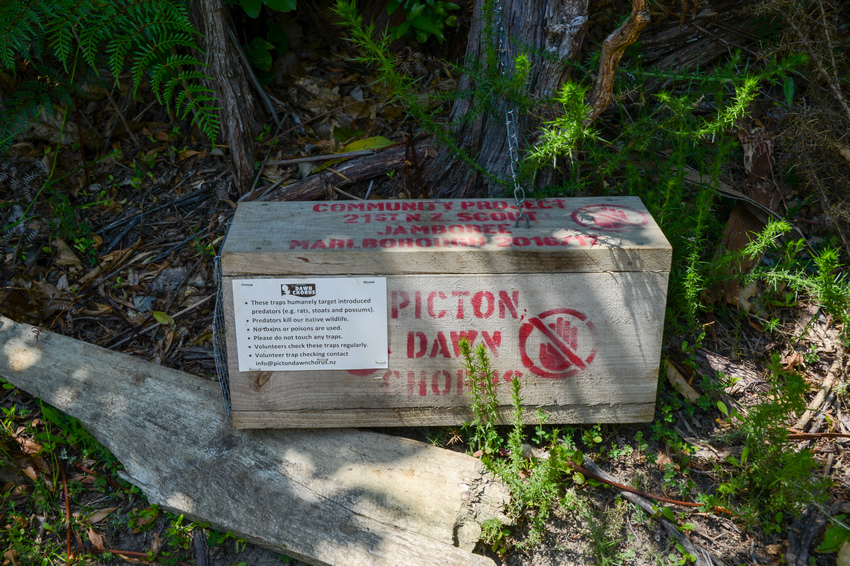 COMMUNITY PROJECT
21ST N.Z. SCOUT
JAMBOREE
MARLBOROUGH 2016/17
DAWN
CHORUS
• These traps humanely target introduced
predators (e.g. rats, stoats and possums).
• Predators kill our native wildlife.
• No toxins or poisons are used.
• Please do not touch any traps.
• Volunteers check these traps regularly.
• Volunteer trap checking contact
info@pictondawnchorus.nz
PICTON
DAWN
CHORUS